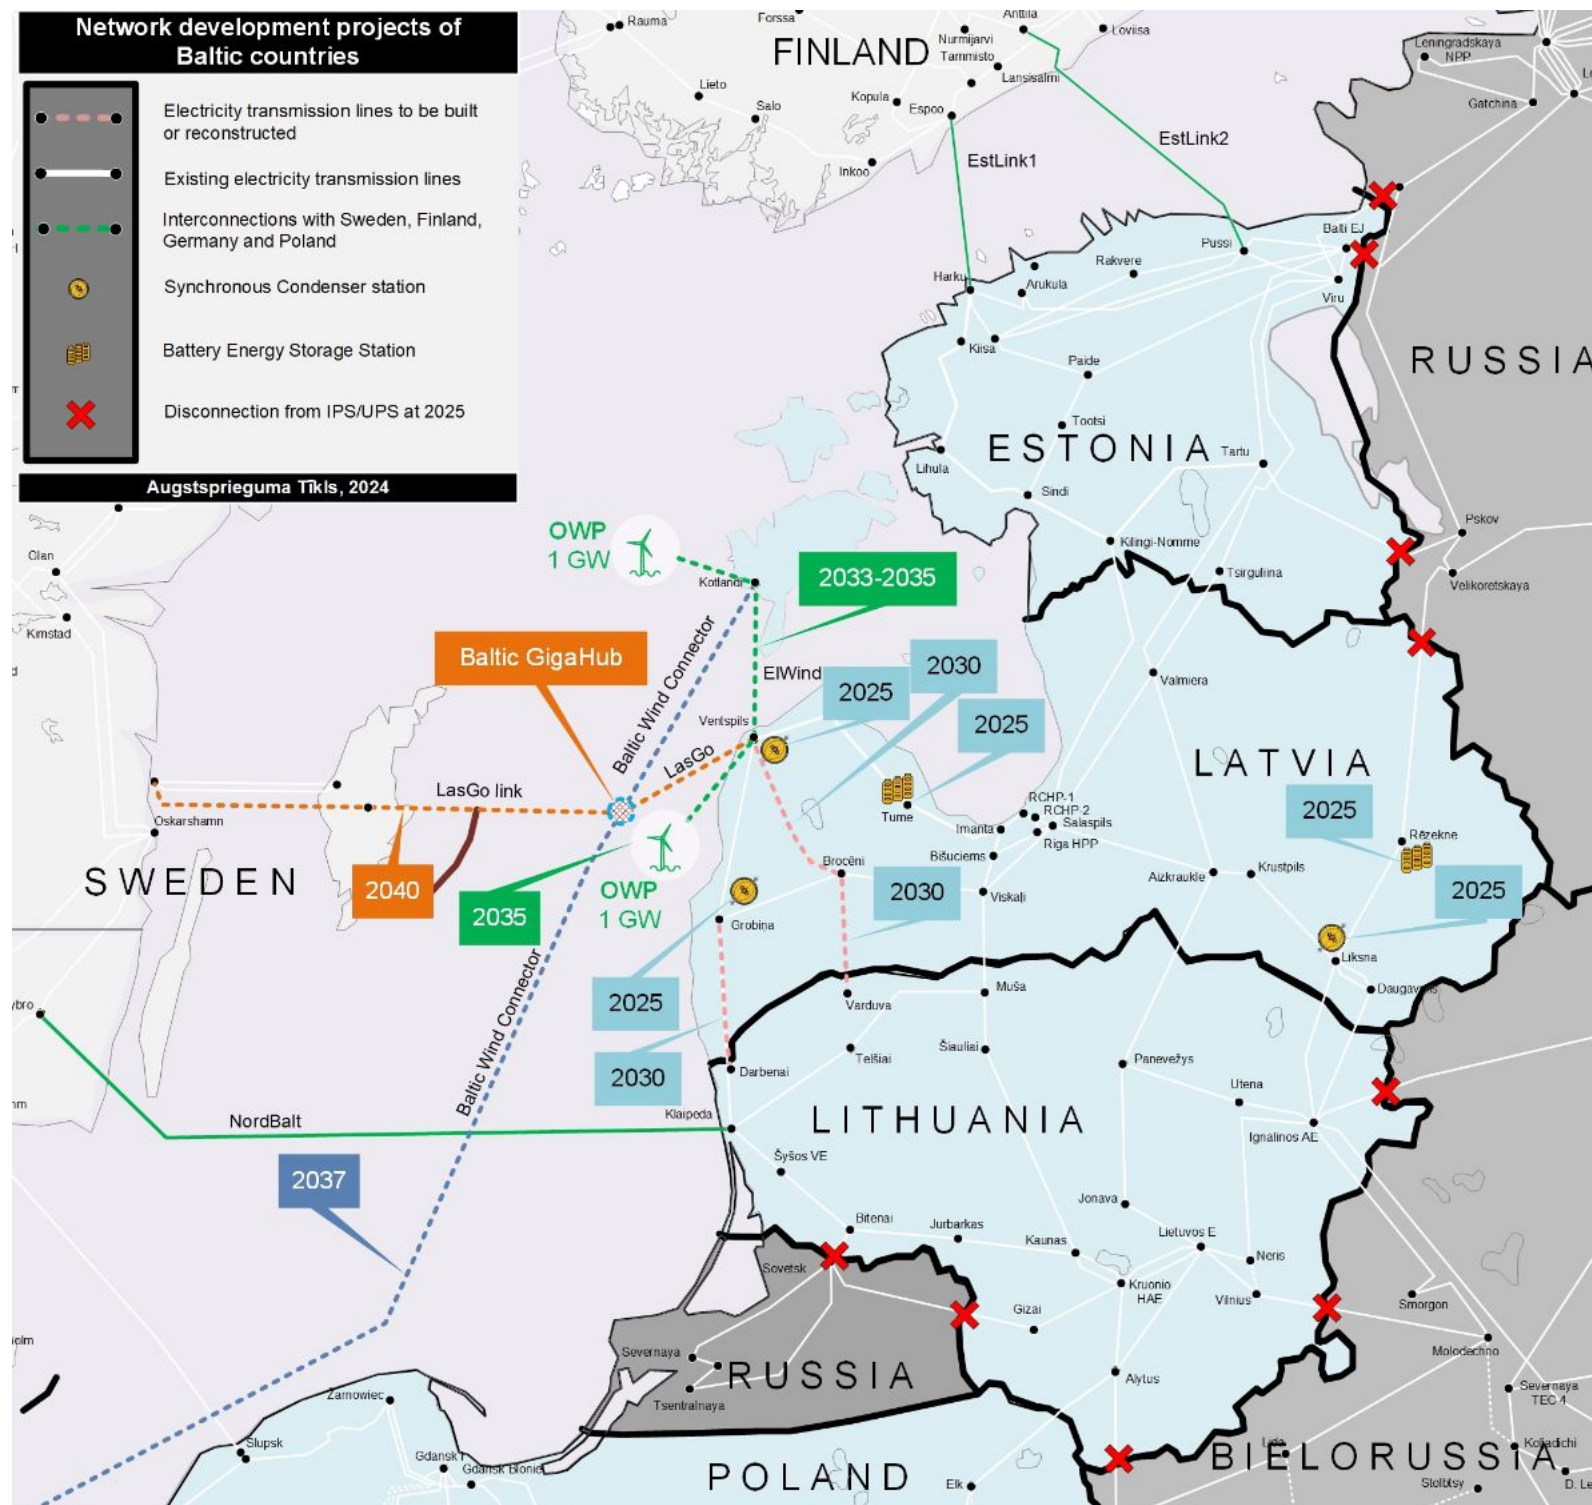 Network development projects of
Baltic countries
Electricity transmission lines to be built
or reconstructed
Existing electricity transmission lines
Interconnections with Sweden, Finland,
Germany and Poland
Synchronous Condenser station
Battery Energy Storage Station
Disconnection from IPS/UPS at 2025
Augstsprieguma Tīkls, 2024
Rauma
Forssa
Anttila
Loviisa
FINLAND
Nurmijarvi
Tammisto
Lansisalmi
Leningradskaya
NPP
Lieto
Salo
Kopula
Espoo
Gatchina
Inkoo
EstLink1
EstLink2
Balti EJ
Pussi
Rakvere
Harku
Arukula
Viru
Kiisa
Paide
RUSSIA
Tootsi
ESTONIA
Tartu
Lihula
Sindi
Pskov
Kilingi-Nomme
Tsirguliina
Velikoretskaya
Glan
Kimstad
OWP
1 GW
Kotlandi
2033-2035
Baltic GigaHub
Baltic Wind Connector
ElWind
2030
2025
2025
Valmiera
Ventspils
LasGo
LATVIA
LasGo link
Oskarshamn
Tume
RCHP-1
RCHP-2
Salaspils
Imanta
Riga HPP
2025
Rēzekne
Bišuciems
Brocēni
SWEDEN
2040
2035
OWP
1 GW
2030
Viskaļi
Aizkraukle
Krustpils
2025
Grobiņa
Līksna
2025
Varduva
Muša
Baltic Wind Connector
Telšiai
Šiauliai
2030
Darbenai
Panevežys
Utena
Klaipeda
NordBalt
LITHUANIA
Ignalinos AE
2037
Šyšos VE
Jonava
Bitenai
Jurbarkas
Kaunas
Lietuvos E
Neris
Sovetsk
Kruonio
HAE
Vilnius
Gizai
Smorgon
Molodechno
Severnaya
RUSSIA
Tsentralnaya
Alytus
Severnaya
TEC 4
Żarnowiec
Slupsk
Gdansk I
Gdansk Blonie
POLAND
Elk
BIELORUSSIA
Lida
Koljadichi
Stolbtsy